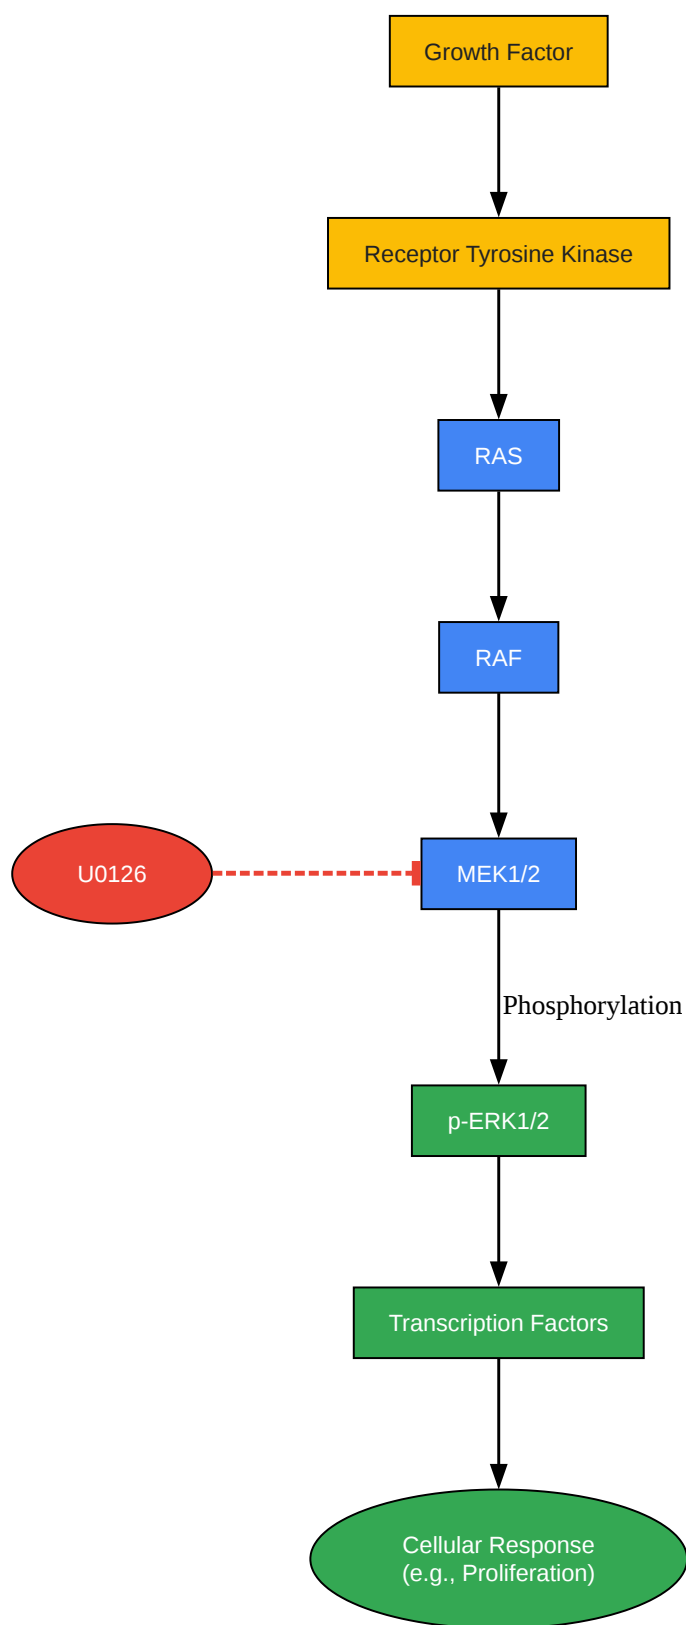 Growth Factor
Receptor Tyrosine Kinase
RAS
RAF
U0126
MEK1/2
Phosphorylation
p-ERK1/2
Transcription Factors
Cellular Response
(e.g., Proliferation)